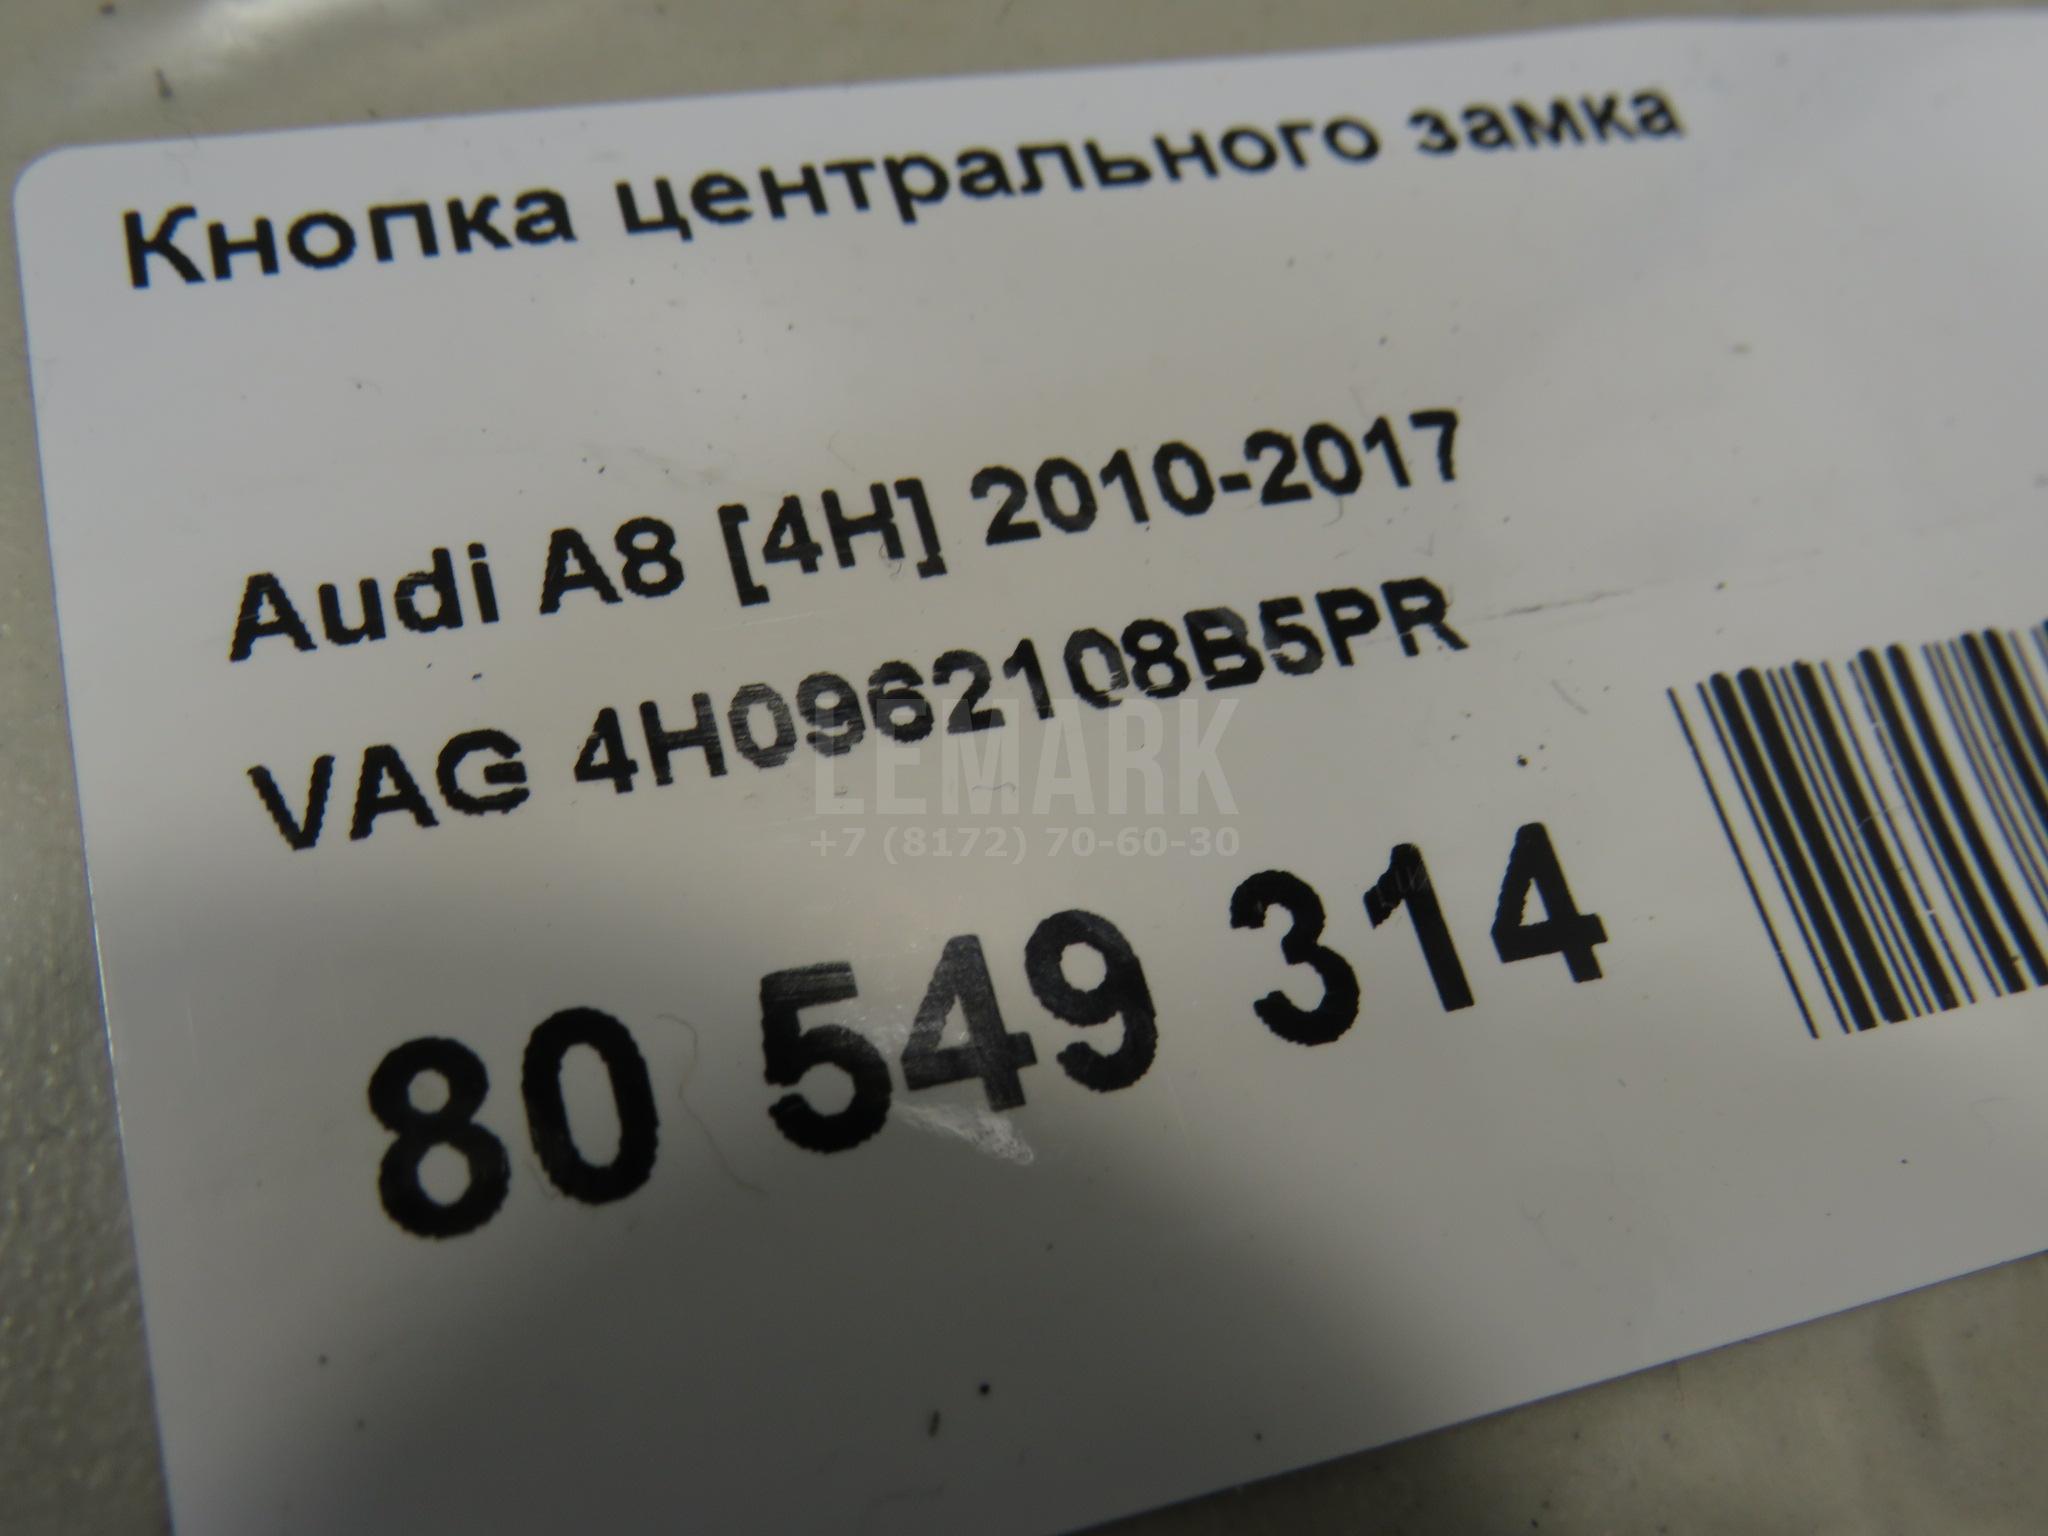 Кнопка центрального замка
Audi A8 [4H] 2010-2017
VAG 4H0962108B5PR
LEMARK
+7 (8172) 70-60-30
80 549 314